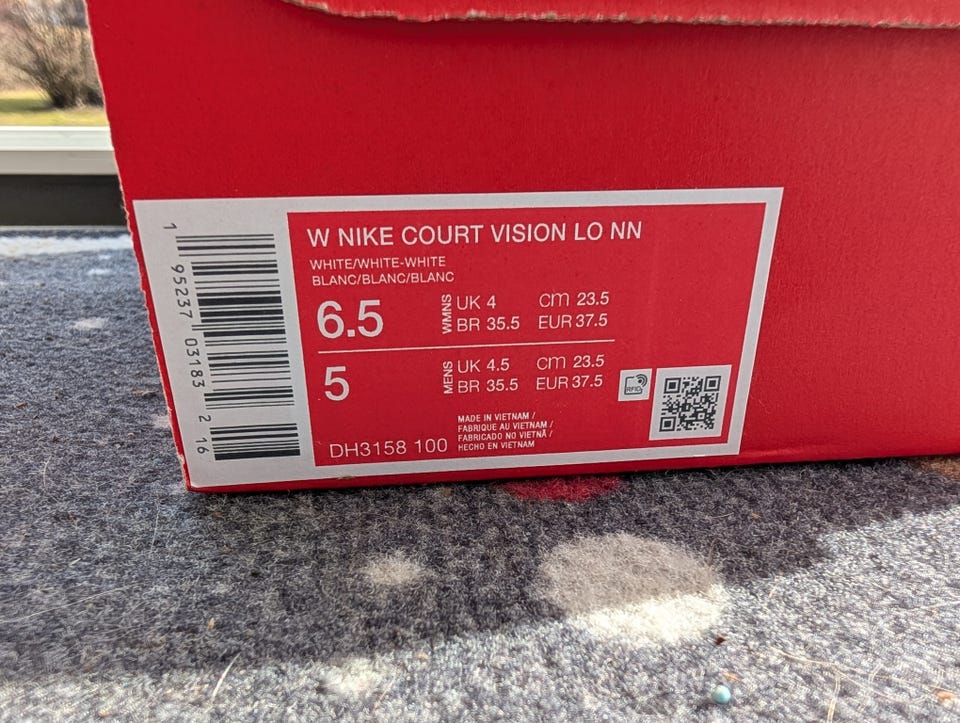 W NIKE COURT VISION LO NN
WHITE/WHITE-WHITE
BLANC/BLANC/BLANC
6.5
WMNS
UK 4 cm 23.5
BR 35.5 EUR 37.5
5
MENS
UK 4.5 cm 23.5
BR 35.5 EUR 37.5
RFID
DH3158 100
MADE IN VIETNAM /
FABRIQUE AU VIETNAM /
FABRICADO NO VIETNÃ /
HECHO EN VIETNAM
1 95237 03183 2 16